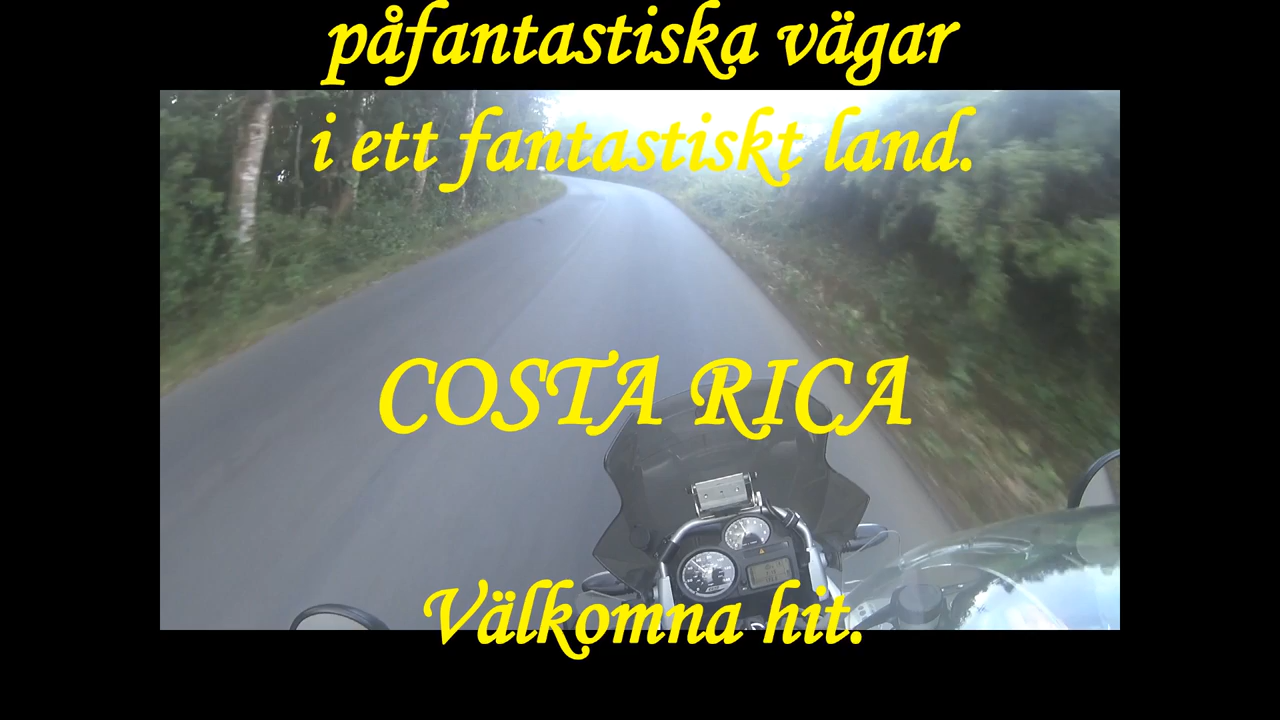 påfantastiska vägar
i ett fantastiskt land.
COSTA RICA
Välkomna hit.